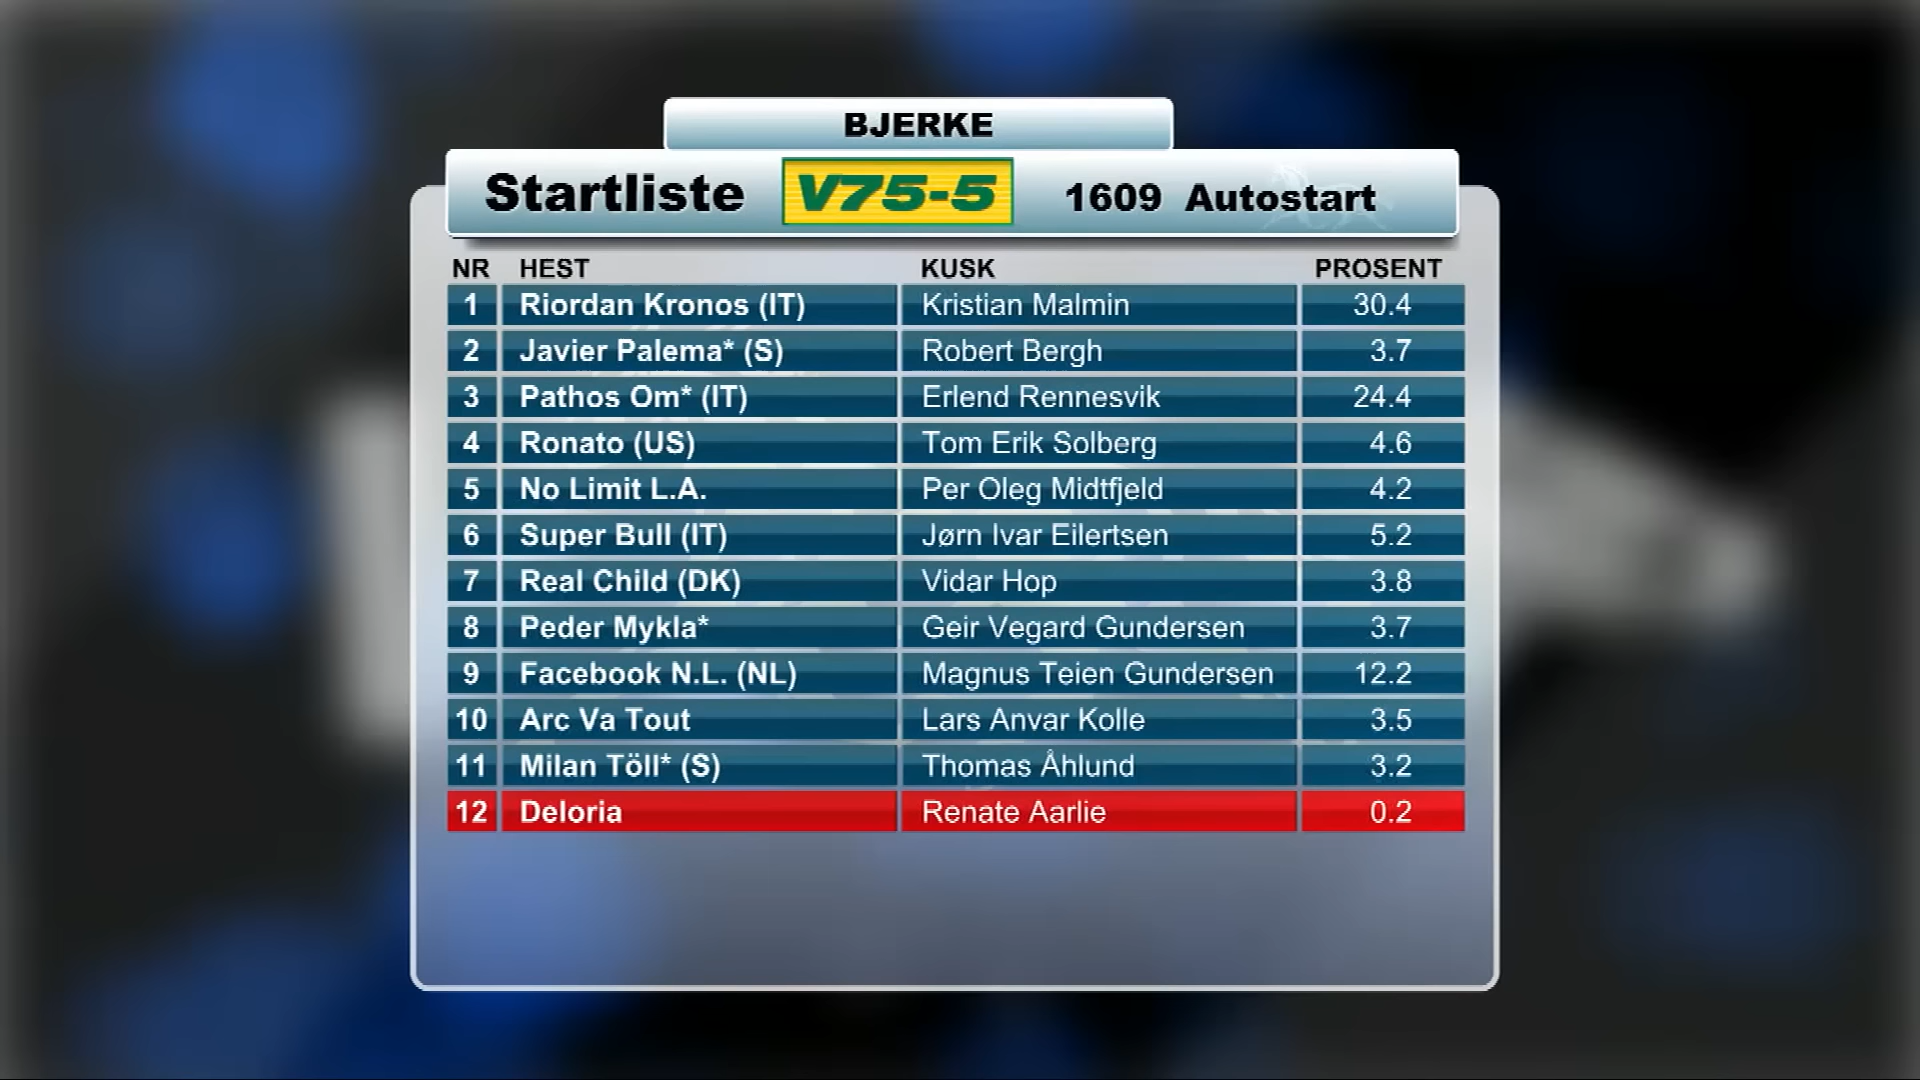 BJERKE
Startliste V75-5 1609 Autostart
NR HEST KUSK PROSENT
1 Riordan Kronos (IT) Kristian Malmin 30.4
2 Javier Palema* (S) Robert Bergh 3.7
3 Pathos Om* (IT) Erlend Rennesvik 24.4
4 Ronato (US) Tom Erik Solberg 4.6
5 No Limit L.A. Per Oleg Midtfjeld 4.2
6 Super Bull (IT) Jørn Ivar Eilertsen 5.2
7 Real Child (DK) Vidar Hop 3.8
8 Peder Mykla* Geir Vegard Gundersen 3.7
9 Facebook N.L. (NL) Magnus Teien Gundersen 12.2
10 Arc Va Tout Lars Anvar Kolle 3.5
11 Milan Töll* (S) Thomas Åhlund 3.2
12 Deloria Renate Aarlie 0.2